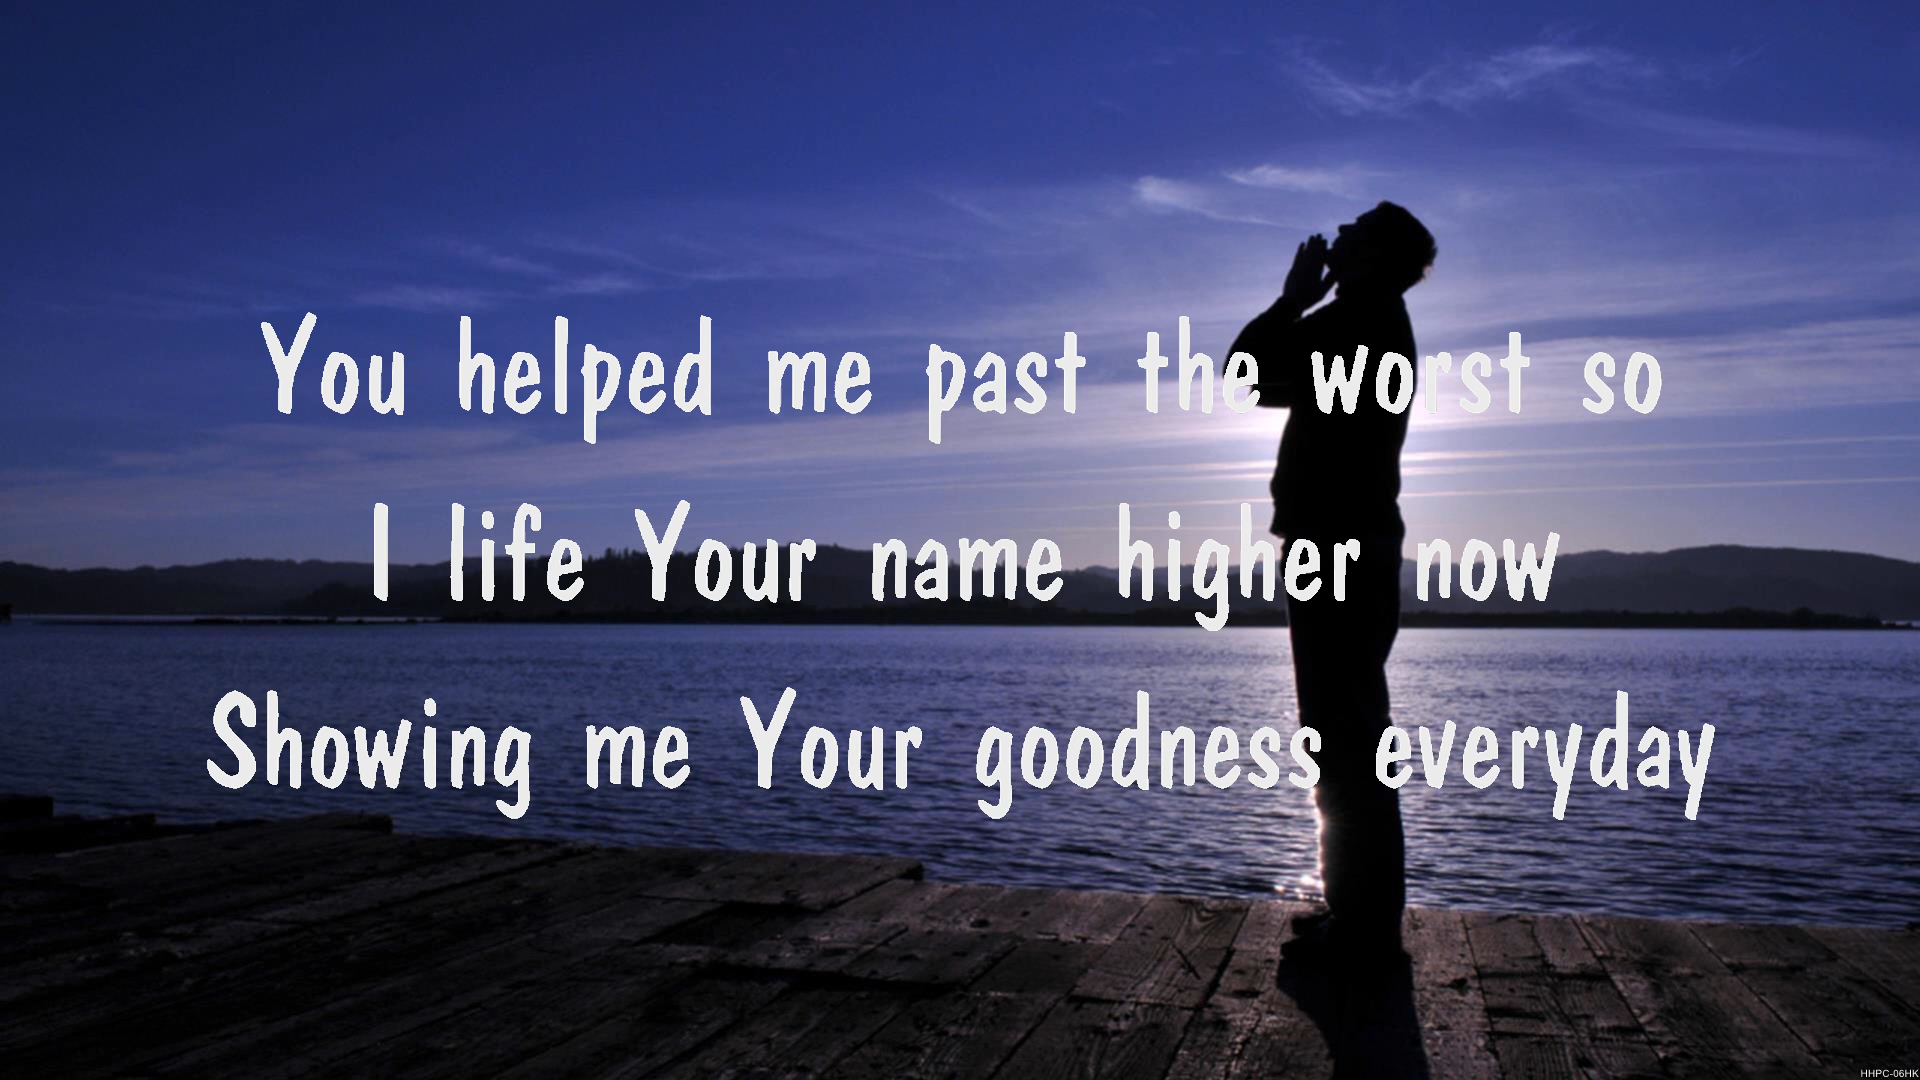 You helped me past the worst so
I life Your name higher now
Showing me Your goodness everyday
HHPC-06HK